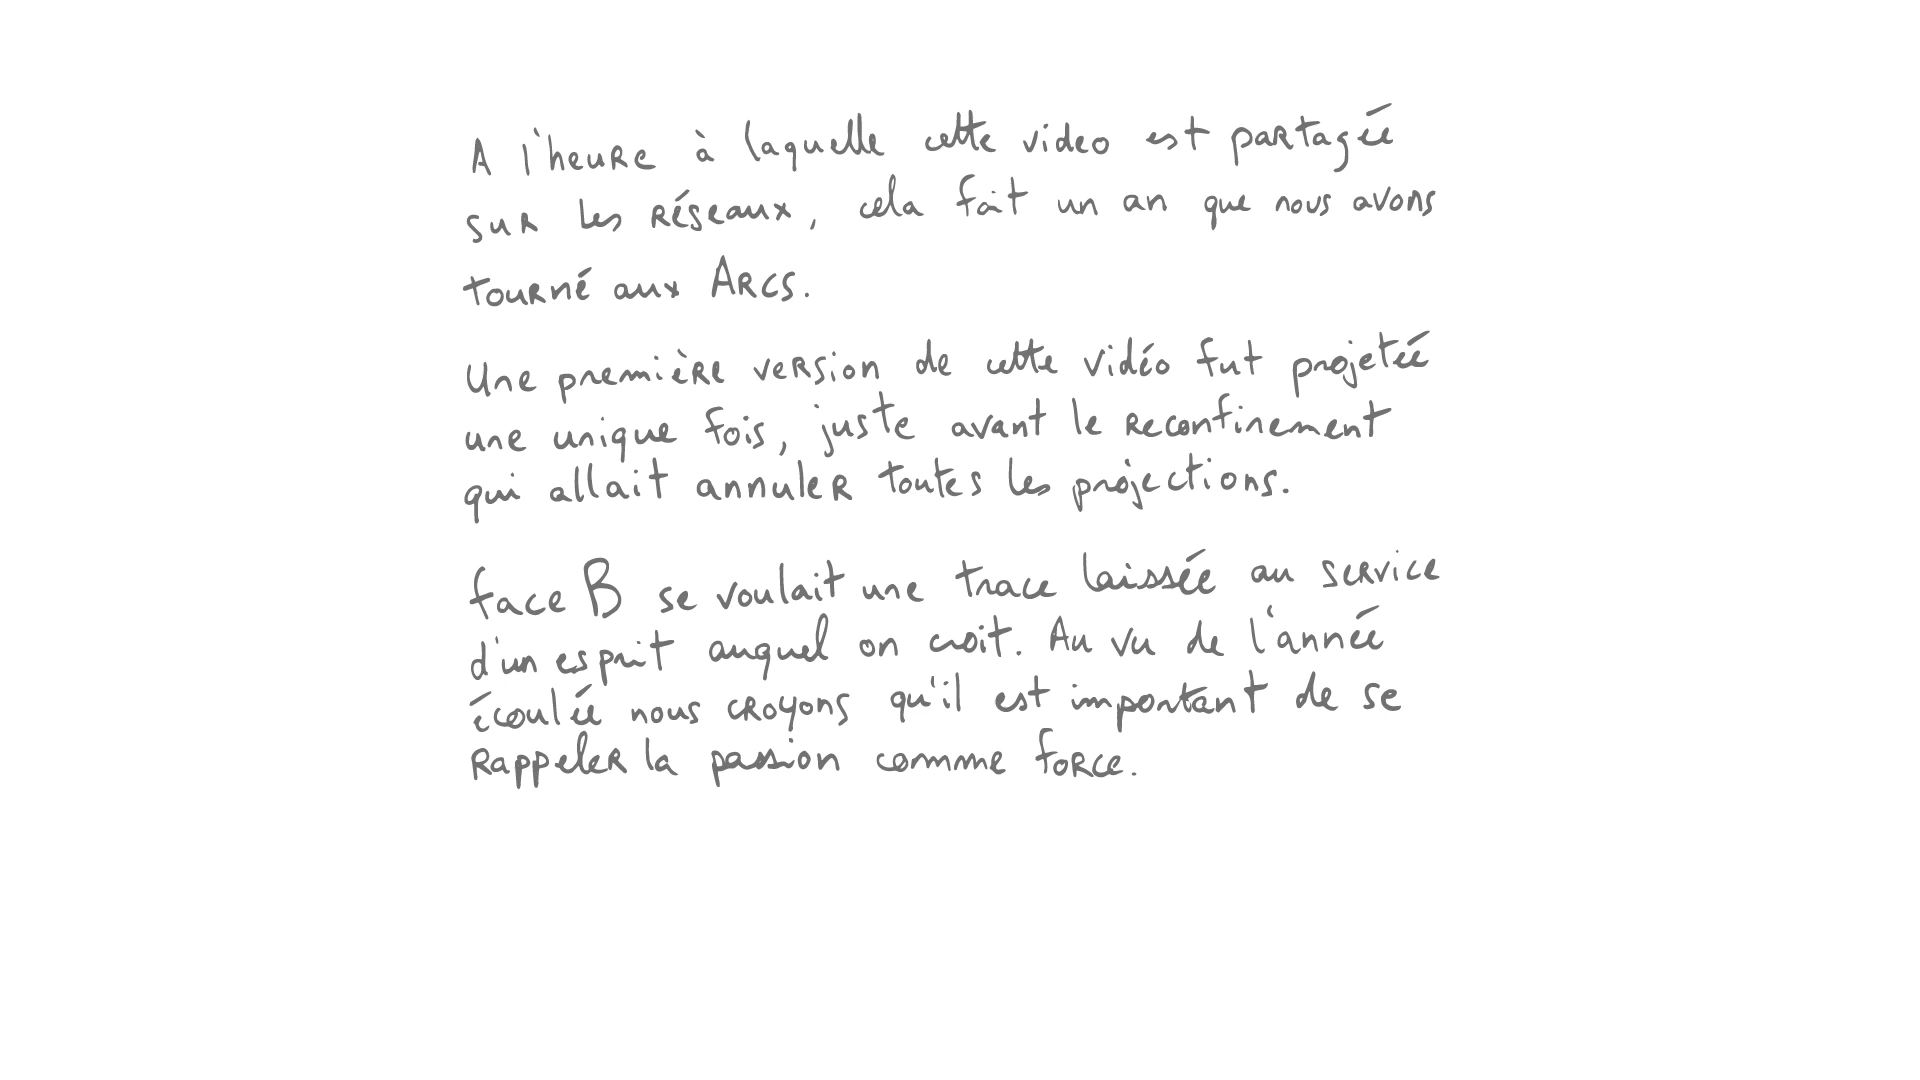 A l'heure à laquelle cette video est partagée
sur les réseaux, cela fait un an que nous avons
tourné aux Arcs.
Une première version de cette vidéo fut projetée
une unique fois, juste avant le reconfinement
qui allait annuler toutes les projections.
face B se voulait une trace laissée au service
d'un esprit auquel on croit. Au vu de l'année
écoulée nous croyons qu'il est important de se
rappeler la passion comme force.